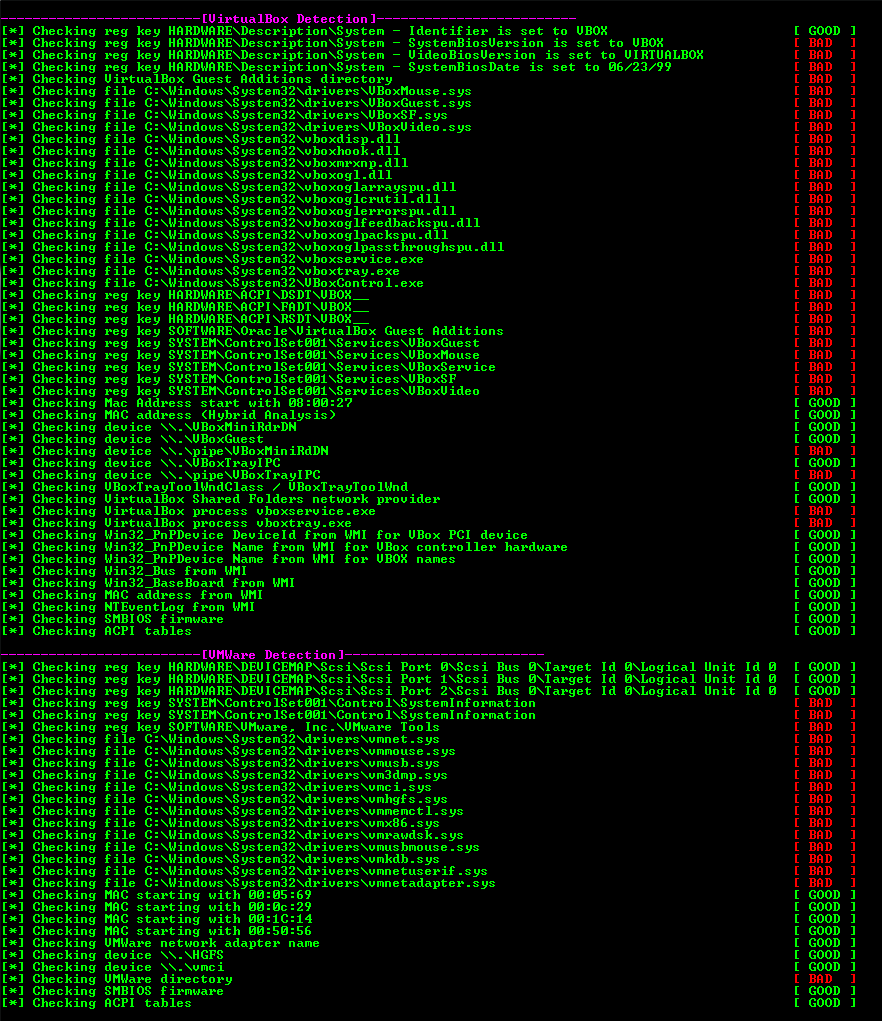 -------------------------[VirtualBox Detection]-------------------------
[*] Checking reg key HARDWARE\Description\System - Identifier is set to VBOX [ GOOD ]
[*] Checking reg key HARDWARE\Description\System - SystemBiosVersion is set to VBOX [ BAD ]
[*] Checking reg key HARDWARE\Description\System - VideoBiosVersion is set to VIRTUALBOX [ BAD ]
[*] Checking reg key HARDWARE\Description\System - SystemBiosDate is set to 06/23/99 [ BAD ]
[*] Checking VirtualBox Guest Additions directory [ BAD ]
[*] Checking file C:\Windows\System32\drivers\VBoxMouse.sys [ BAD ]
[*] Checking file C:\Windows\System32\drivers\VBoxGuest.sys [ BAD ]
[*] Checking file C:\Windows\System32\drivers\VBoxSF.sys [ BAD ]
[*] Checking file C:\Windows\System32\drivers\VBoxVideo.sys [ BAD ]
[*] Checking file C:\Windows\System32\vboxdisp.dll [ BAD ]
[*] Checking file C:\Windows\System32\vboxhook.dll [ BAD ]
[*] Checking file C:\Windows\System32\vboxmrxnp.dll [ BAD ]
[*] Checking file C:\Windows\System32\vboxogl.dll [ BAD ]
[*] Checking file C:\Windows\System32\vboxoglarrayspu.dll [ BAD ]
[*] Checking file C:\Windows\System32\vboxoglcrutil.dll [ BAD ]
[*] Checking file C:\Windows\System32\vboxoglerrorspu.dll [ BAD ]
[*] Checking file C:\Windows\System32\vboxoglfeedbackspu.dll [ BAD ]
[*] Checking file C:\Windows\System32\vboxoglpackspu.dll [ BAD ]
[*] Checking file C:\Windows\System32\vboxoglpassthroughspu.dll [ BAD ]
[*] Checking file C:\Windows\System32\vboxservice.exe [ BAD ]
[*] Checking file C:\Windows\System32\vboxtray.exe [ BAD ]
[*] Checking file C:\Windows\System32\VBoxControl.exe [ BAD ]
[*] Checking reg key HARDWARE\ACPI\DSDT\VBOX__ [ BAD ]
[*] Checking reg key HARDWARE\ACPI\FADT\VBOX__ [ BAD ]
[*] Checking reg key HARDWARE\ACPI\RSDT\VBOX__ [ BAD ]
[*] Checking reg key SOFTWARE\Oracle\VirtualBox Guest Additions [ BAD ]
[*] Checking reg key SYSTEM\ControlSet001\Services\VBoxGuest [ BAD ]
[*] Checking reg key SYSTEM\ControlSet001\Services\VBoxMouse [ BAD ]
[*] Checking reg key SYSTEM\ControlSet001\Services\VBoxService [ BAD ]
[*] Checking reg key SYSTEM\ControlSet001\Services\VBoxSF [ BAD ]
[*] Checking reg key SYSTEM\ControlSet001\Services\VBoxVideo [ BAD ]
[*] Checking Mac Address start with 08:00:27 [ GOOD ]
[*] Checking MAC address (Hybrid Analysis) [ GOOD ]
[*] Checking device \\.\VBoxMiniRdrDN [ GOOD ]
[*] Checking device \\.\VBoxGuest [ GOOD ]
[*] Checking device \\.\pipe\VBoxMiniRdDN [ BAD ]
[*] Checking device \\.\VBoxTrayIPC [ GOOD ]
[*] Checking device \\.\pipe\VBoxTrayIPC [ BAD ]
[*] Checking VBoxTrayToolWndClass / VBoxTrayToolWnd [ GOOD ]
[*] Checking VirtualBox Shared Folders network provider [ GOOD ]
[*] Checking VirtualBox process vboxservice.exe [ BAD ]
[*] Checking VirtualBox process vboxtray.exe [ BAD ]
[*] Checking Win32_PnPDevice DeviceId from WMI for VBox PCI device [ GOOD ]
[*] Checking Win32_PnPDevice Name from WMI for VBox controller hardware [ GOOD ]
[*] Checking Win32_PnPDevice Name from WMI for VBOX names [ GOOD ]
[*] Checking Win32_Bus from WMI [ GOOD ]
[*] Checking Win32_BaseBoard from WMI [ GOOD ]
[*] Checking MAC address from WMI [ GOOD ]
[*] Checking NTEventLog from WMI [ GOOD ]
[*] Checking SMBIOS firmware [ GOOD ]
[*] Checking ACPI tables [ GOOD ]
-------------------------[VMWare Detection]-------------------------
[*] Checking reg key HARDWARE\DEVICEMAP\Scsi\Scsi Port 0\Scsi Bus 0\Target Id 0\Logical Unit Id 0 [ GOOD ]
[*] Checking reg key HARDWARE\DEVICEMAP\Scsi\Scsi Port 1\Scsi Bus 0\Target Id 0\Logical Unit Id 0 [ GOOD ]
[*] Checking reg key HARDWARE\DEVICEMAP\Scsi\Scsi Port 2\Scsi Bus 0\Target Id 0\Logical Unit Id 0 [ GOOD ]
[*] Checking reg key SYSTEM\ControlSet001\Control\SystemInformation [ BAD ]
[*] Checking reg key SYSTEM\ControlSet001\Control\SystemInformation [ BAD ]
[*] Checking reg key SOFTWARE\VMware, Inc.\VMware Tools [ BAD ]
[*] Checking file C:\Windows\System32\drivers\vmnet.sys [ BAD ]
[*] Checking file C:\Windows\System32\drivers\vmmouse.sys [ BAD ]
[*] Checking file C:\Windows\System32\drivers\vmusb.sys [ BAD ]
[*] Checking file C:\Windows\System32\drivers\vm3dmp.sys [ BAD ]
[*] Checking file C:\Windows\System32\drivers\vmci.sys [ BAD ]
[*] Checking file C:\Windows\System32\drivers\vmhgfs.sys [ BAD ]
[*] Checking file C:\Windows\System32\drivers\vmmemctl.sys [ BAD ]
[*] Checking file C:\Windows\System32\drivers\vmx86.sys [ BAD ]
[*] Checking file C:\Windows\System32\drivers\vmrawdsk.sys [ BAD ]
[*] Checking file C:\Windows\System32\drivers\vmusbmouse.sys [ BAD ]
[*] Checking file C:\Windows\System32\drivers\vmkdb.sys [ BAD ]
[*] Checking file C:\Windows\System32\drivers\vmnetuserif.sys [ BAD ]
[*] Checking file C:\Windows\System32\drivers\vmnetadapter.sys [ BAD ]
[*] Checking MAC starting with 00:05:69 [ GOOD ]
[*] Checking MAC starting with 00:0c:29 [ GOOD ]
[*] Checking MAC starting with 00:1C:14 [ GOOD ]
[*] Checking MAC starting with 00:50:56 [ GOOD ]
[*] Checking VMWare network adapter name [ GOOD ]
[*] Checking device \\.\HGFS [ GOOD ]
[*] Checking device \\.\vmci [ GOOD ]
[*] Checking VMWare directory [ BAD ]
[*] Checking SMBIOS firmware [ GOOD ]
[*] Checking ACPI tables [ GOOD ]